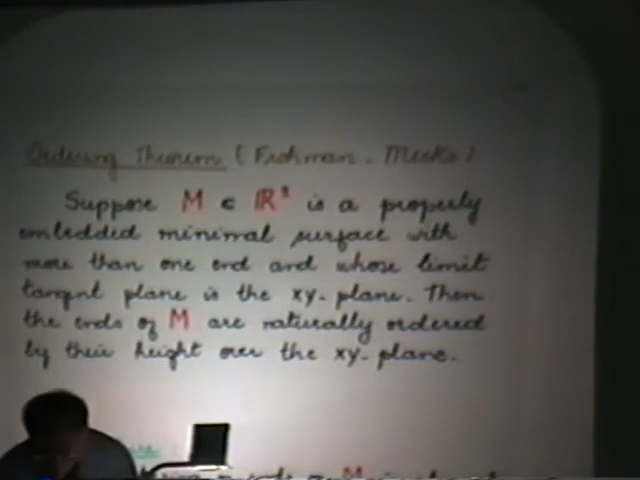 Ordering Theorem (Frohman - Meeks)
Suppose M ⊂ R³ is a properly
embedded minimal surface with
more than one end and whose limit
tangnt plane is the xy-plane. Then
the ends of M are naturally ordered
by their height over the xy-plane.
M